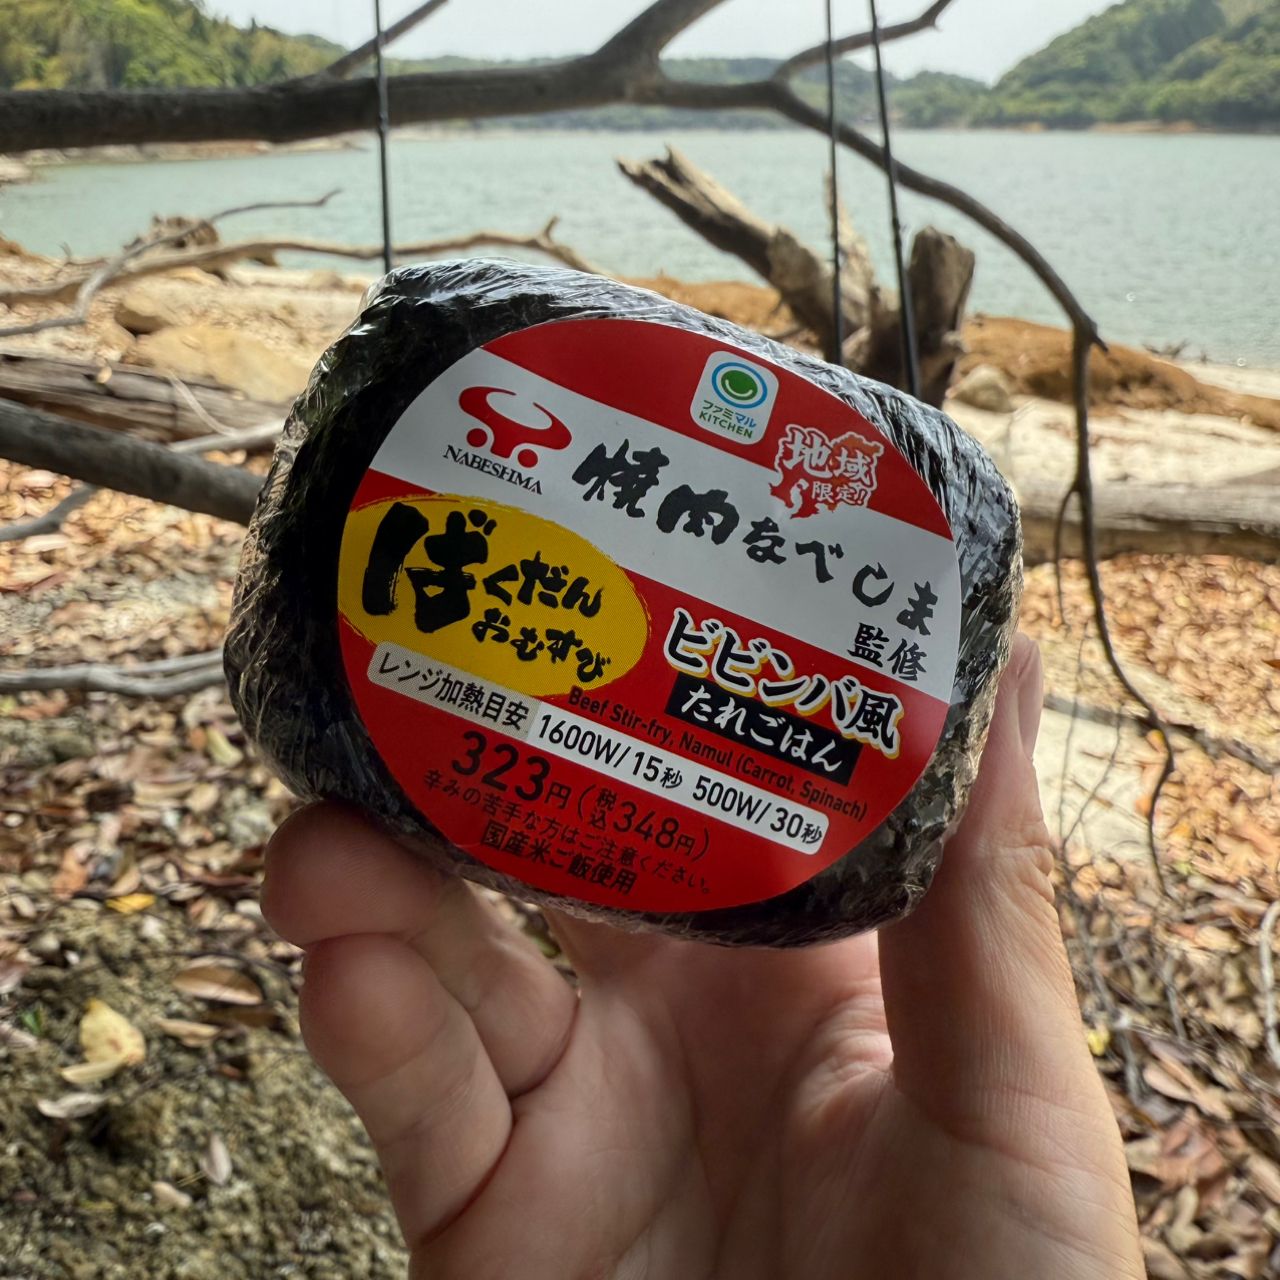 ファミマル
KITCHEN
地域
限定!!
NABESHIMA
焼肉なべしま
監修
ばくだん
おむすび
ビビンバ風
たれごはん
Beef Stir-fry, Namul (Carrot, Spinach)
レンジ加熱目安 1600W/15秒 500W/30秒
323円(税込348円)
辛みの苦手な方はご注意ください。
国産米ご飯使用